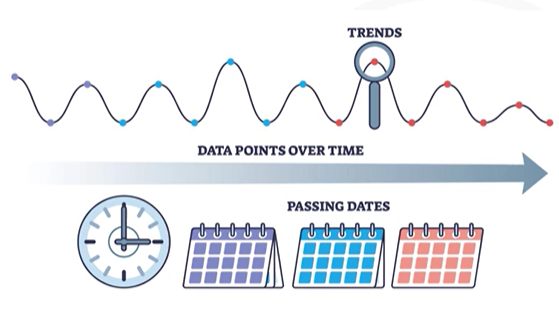 TRENDS
DATA POINTS OVER TIME
PASSING DATES